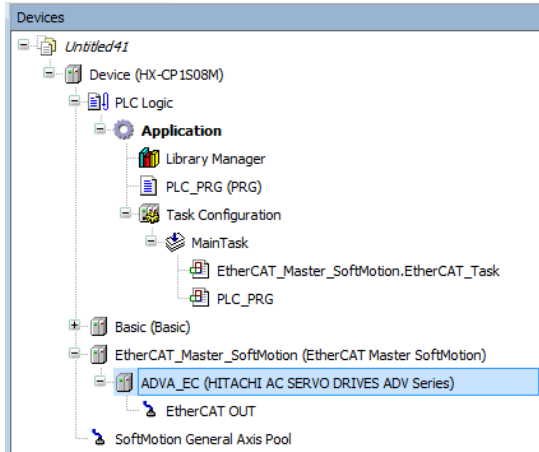 Devices
Untitled41
Device (HX-CP1S08M)
PLC Logic
Application
Library Manager
PLC_PRG (PRG)
Task Configuration
MainTask
EtherCAT_Master_SoftMotion.EtherCAT_Task
PLC_PRG
Basic (Basic)
EtherCAT_Master_SoftMotion (EtherCAT Master SoftMotion)
ADVA_EC (HITACHI AC SERVO DRIVES ADV Series)
EtherCAT OUT
SoftMotion General Axis Pool